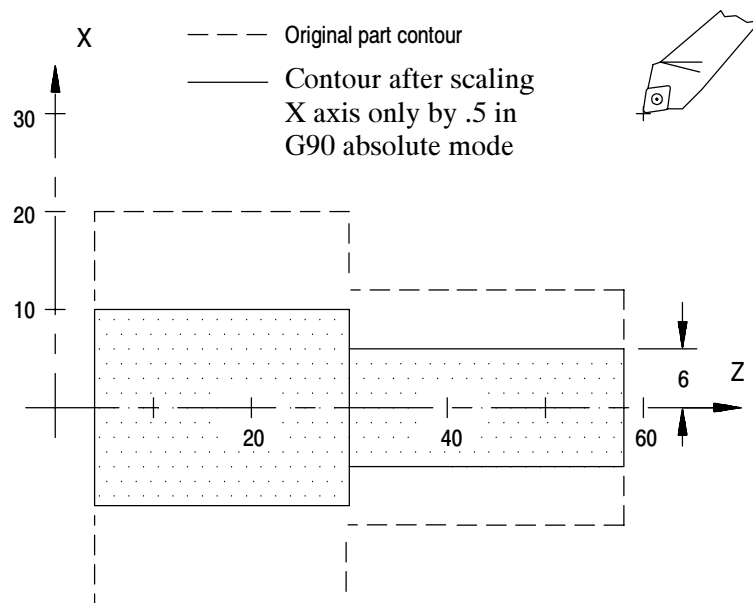 X
Original part contour
Contour after scaling
X axis only by .5 in
G90 absolute mode
30
20
10
6
Z
20
40
60